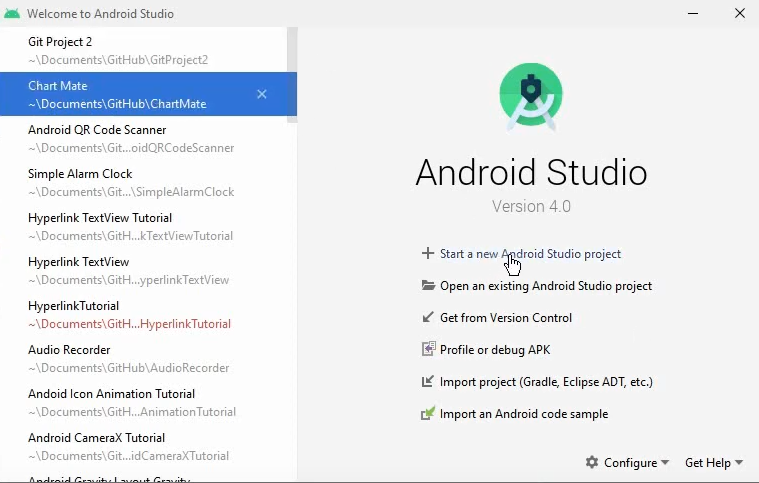 Welcome to Android Studio
Git Project 2
~\Documents\GitHub\GitProject2
Chart Mate
~\Documents\GitHub\ChartMate
Android QR Code Scanner
~\Documents\Git...oidQRCodeScanner
Simple Alarm Clock
~\Documents\Git...\SimpleAlarmClock
Hyperlink TextView Tutorial
~\Documents\GitH...kTextViewTutorial
Hyperlink TextView
~\Documents\GitH...yperlinkTextView
HyperlinkTutorial
~\Documents\GitH...HyperlinkTutorial
Audio Recorder
~\Documents\GitHub\AudioRecorder
Andoid Icon Animation Tutorial
~\Documents\GitH...AnimationTutorial
Android CameraX Tutorial
~\Documents\GitH...idCameraXTutorial
Android Gravity Layout Gravity
Android Studio
Version 4.0
Start a new Android Studio project
Open an existing Android Studio project
Get from Version Control
Profile or debug APK
Import project (Gradle, Eclipse ADT, etc.)
Import an Android code sample
Configure
Get Help